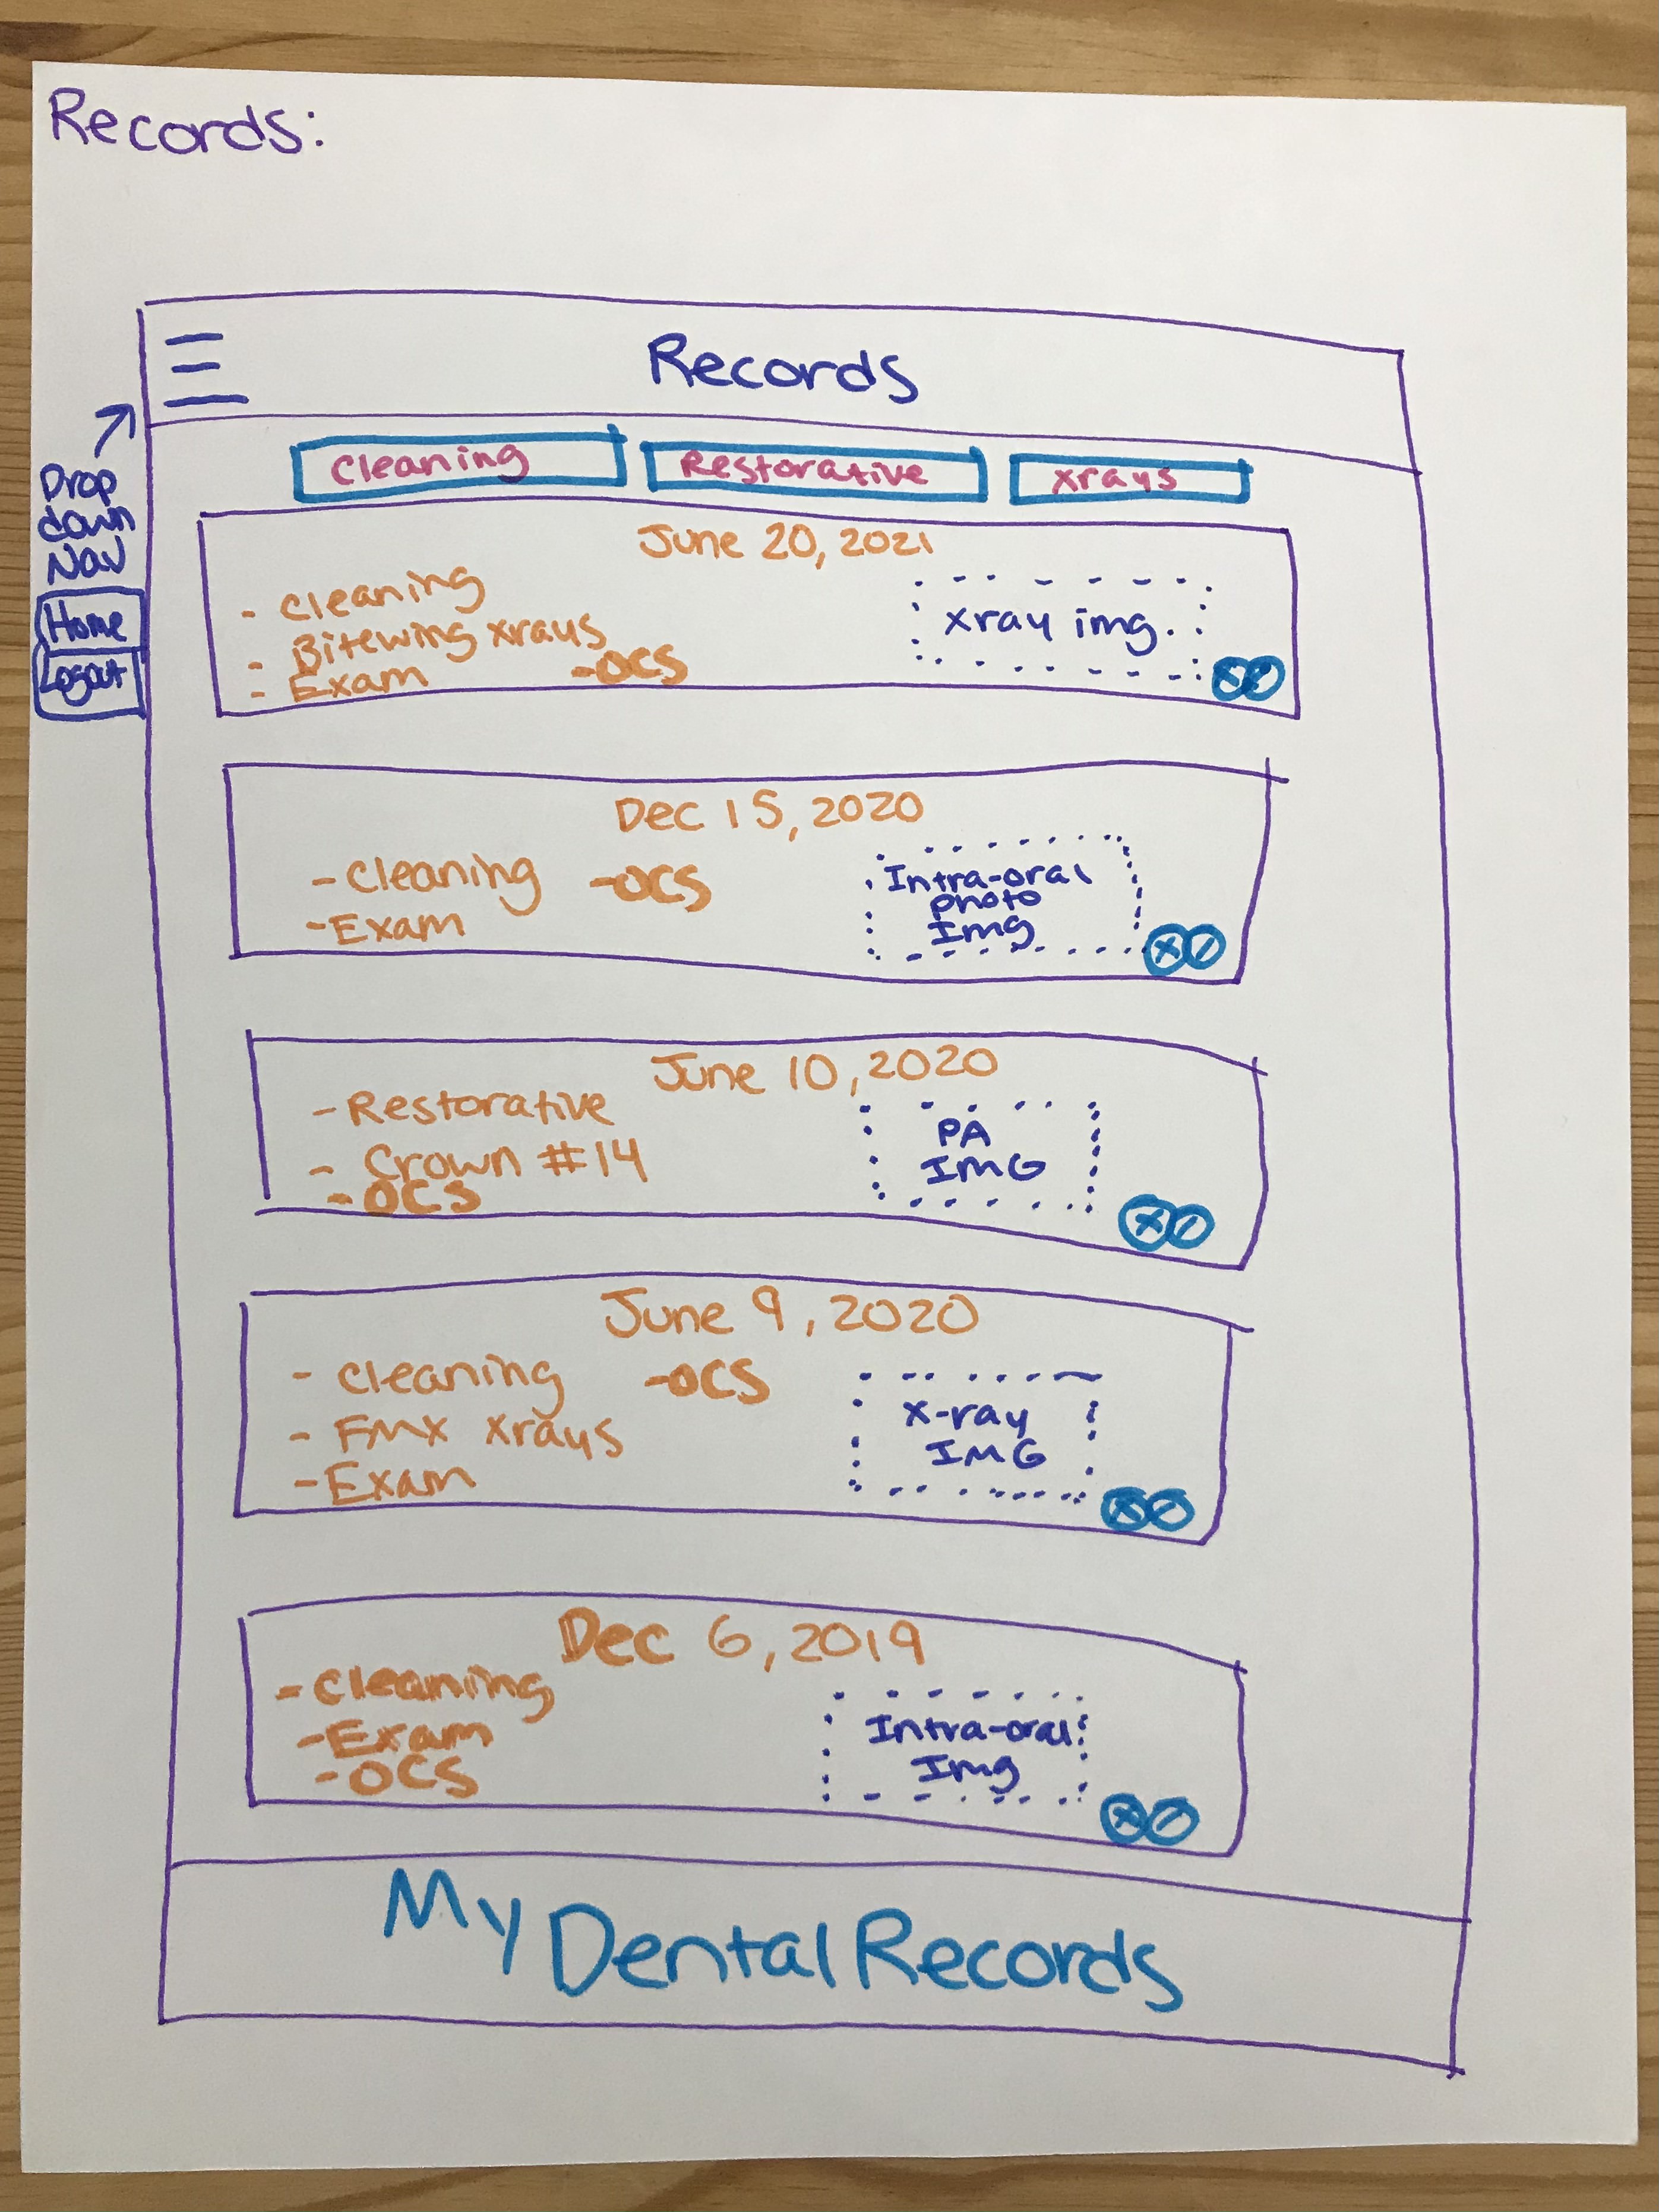 Records:
Records
Drop
down
Nav
Home
Logout
Cleaning
Restorative
Xrays
June 20, 2021
- Cleaning
- Bitewing xrays
- Exam
-OCS
Xray img.
Dec 15, 2020
- Cleaning
-OCS
- Exam
Intra-oral
photo
Img
June 10, 2020
- Restorative
- Crown #14
- OCS
PA
IMG
June 9, 2020
- Cleaning
-OCS
- FMX Xrays
- Exam
X-ray
IMG
Dec 6, 2019
- Cleaning
- Exam
- OCS
Intra-oral
Img
My Dental Records